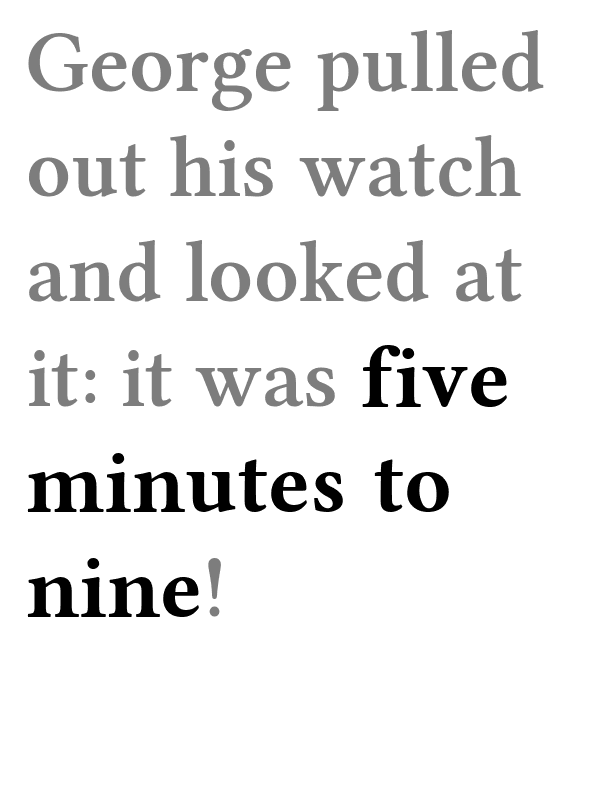 George pulled
out his watch
and looked at
it: it was five
minutes to
nine!